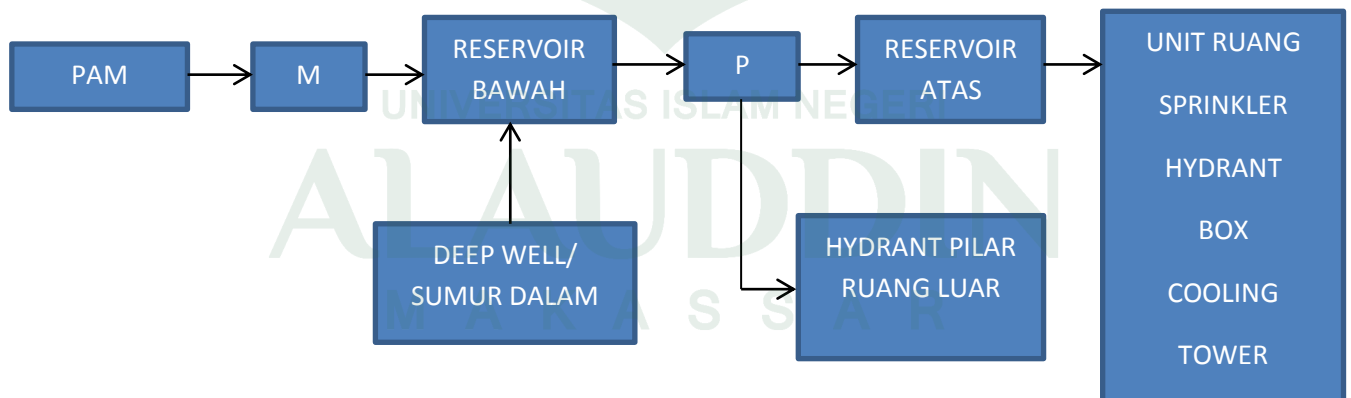 PAM
M
RESERVOIR
BAWAH
P
RESERVOIR
ATAS
UNIT RUANG
SPRINKLER
HYDRANT
BOX
COOLING
TOWER
DEEP WELL/
SUMUR DALAM
HYDRANT PILAR
RUANG LUAR
UNIVERSITAS ISLAM NEGERI
ALAUDDIN
MAKASSAR